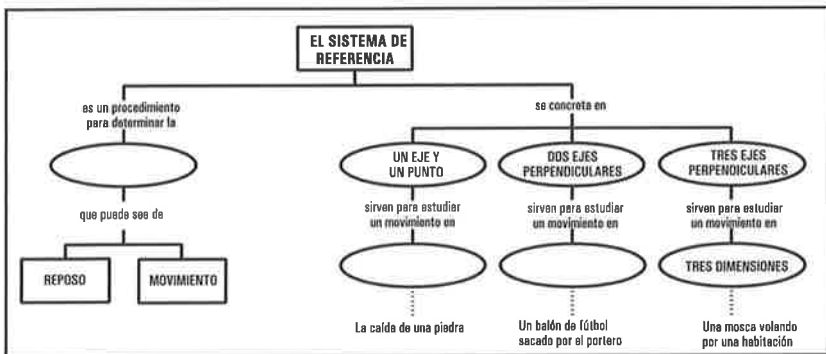 EL SISTEMA DE
REFERENCIA
es un procedimiento
para determinar la
que puede see de
REPOSO
MOVIMIENTO
se concreta en
UN EJE Y
UN PUNTO
sirven para estudiar
un movimiento en
La caída de una piedra
DOS EJES
PERPENDICULARES
sirven para estudiar
un movimiento en
Un balón de fútbol
sacado por el portero
TRES EJES
PERPENDICULARES
sirven para estudiar
un movimiento en
TRES DIMENSIONES
Una mosca volando
por una habitación